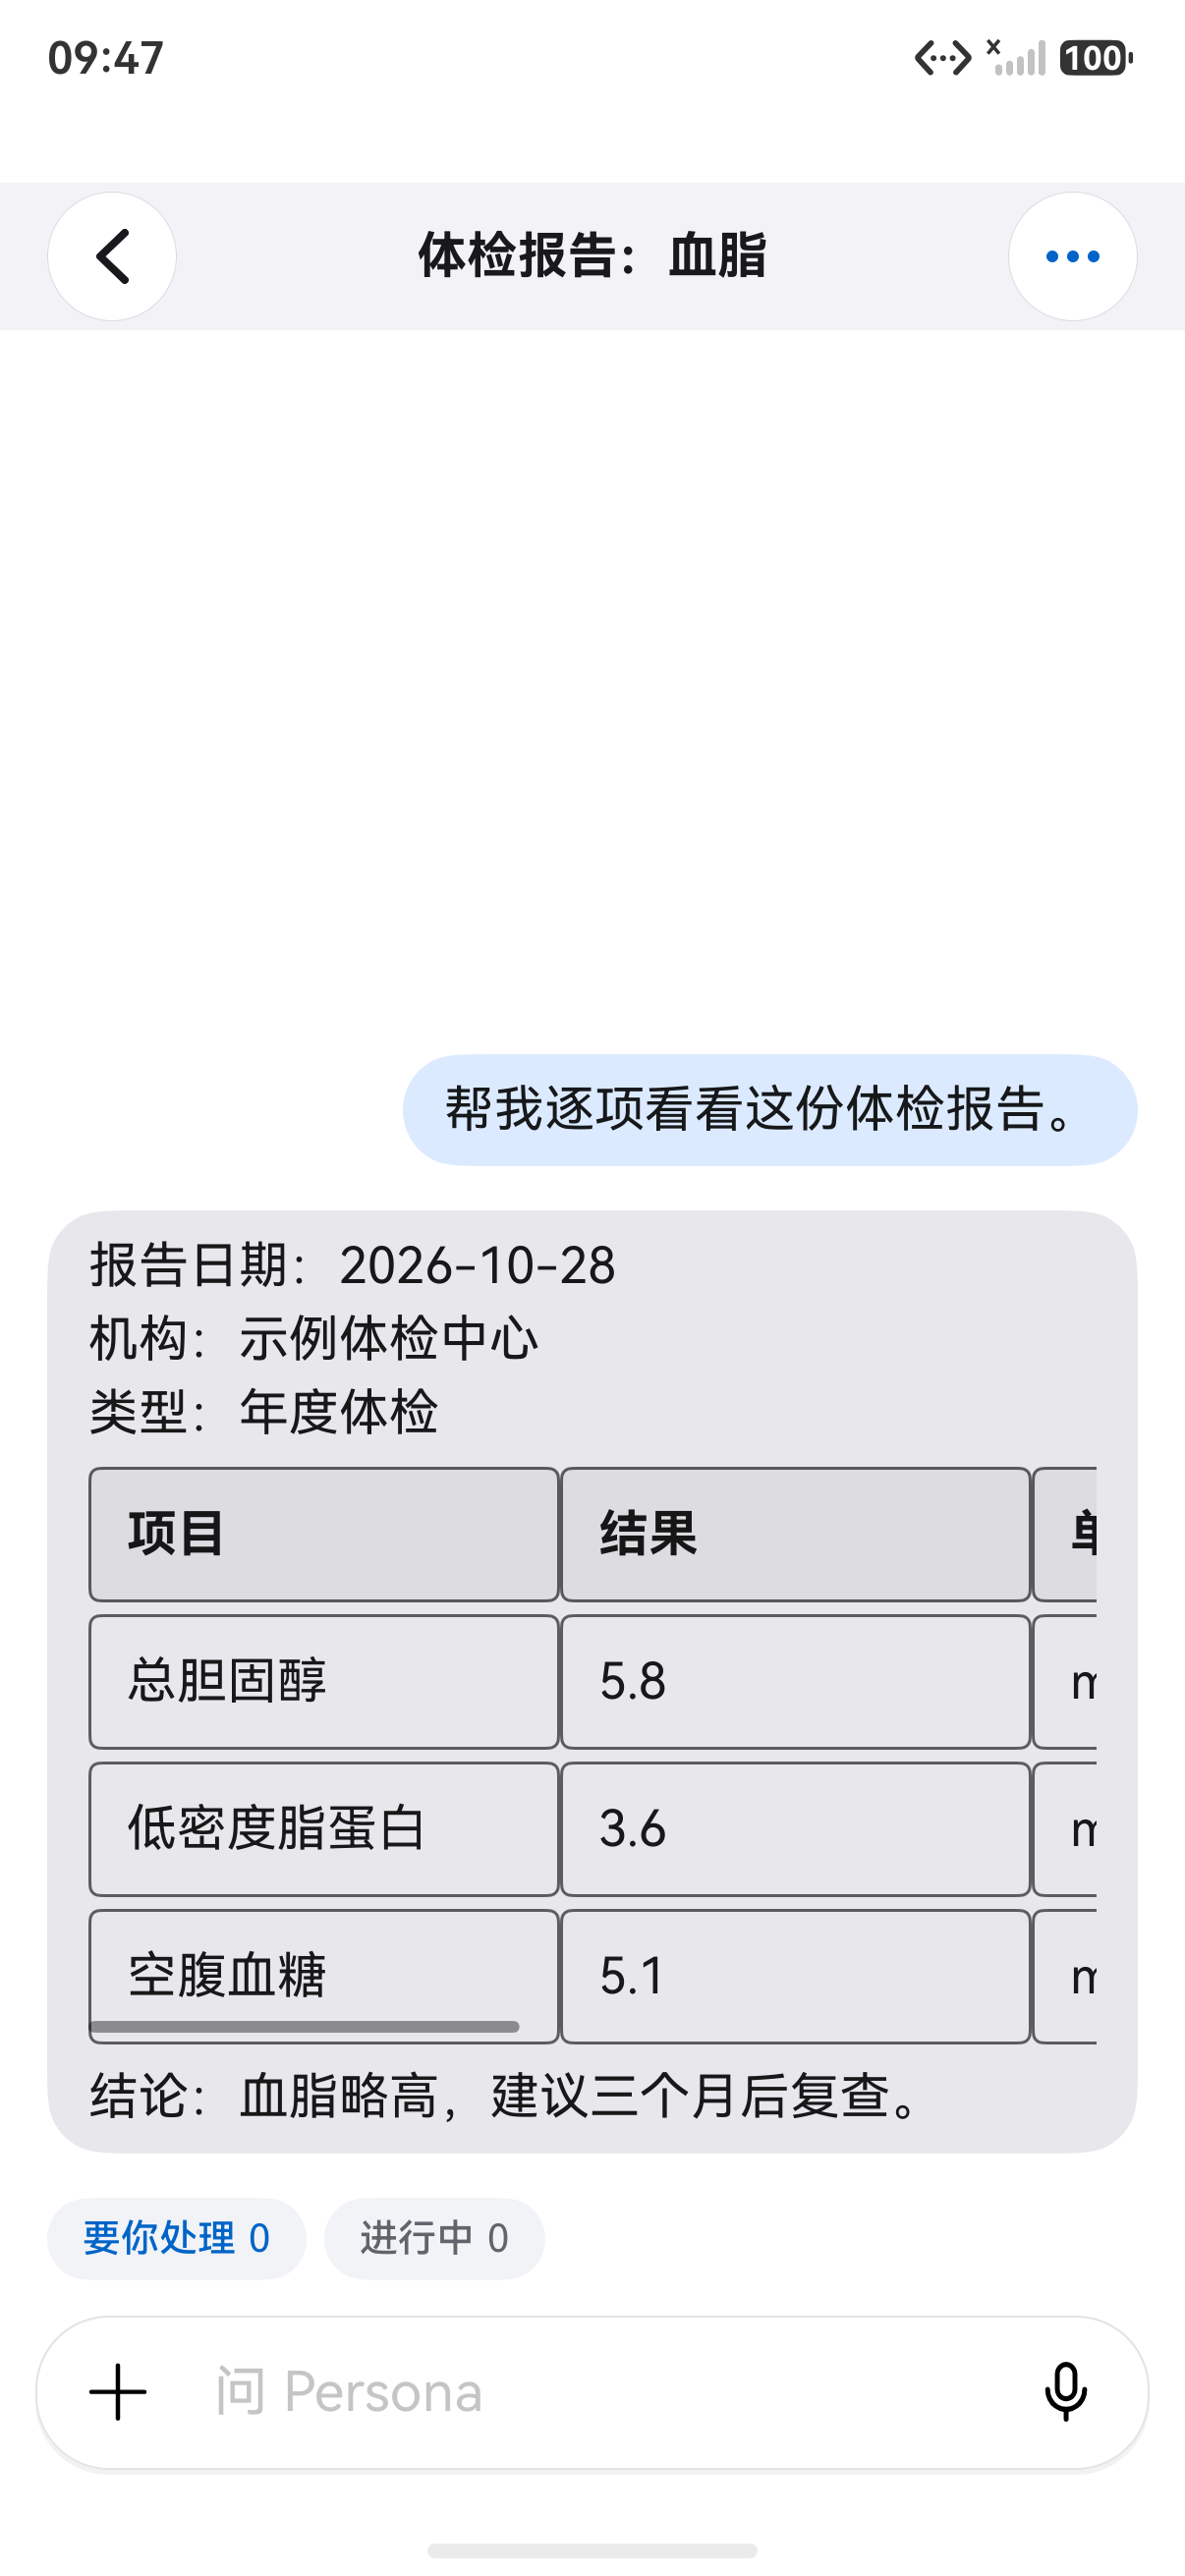 09:47
100
体检报告：血脂
帮我逐项看看这份体检报告。
报告日期：2026-10-28
机构：示例体检中心
类型：年度体检
项目 结果
总胆固醇 5.8
低密度脂蛋白 3.6
空腹血糖 5.1
结论：血脂略高，建议三个月后复查。
要你处理 0 进行中 0
问 Persona